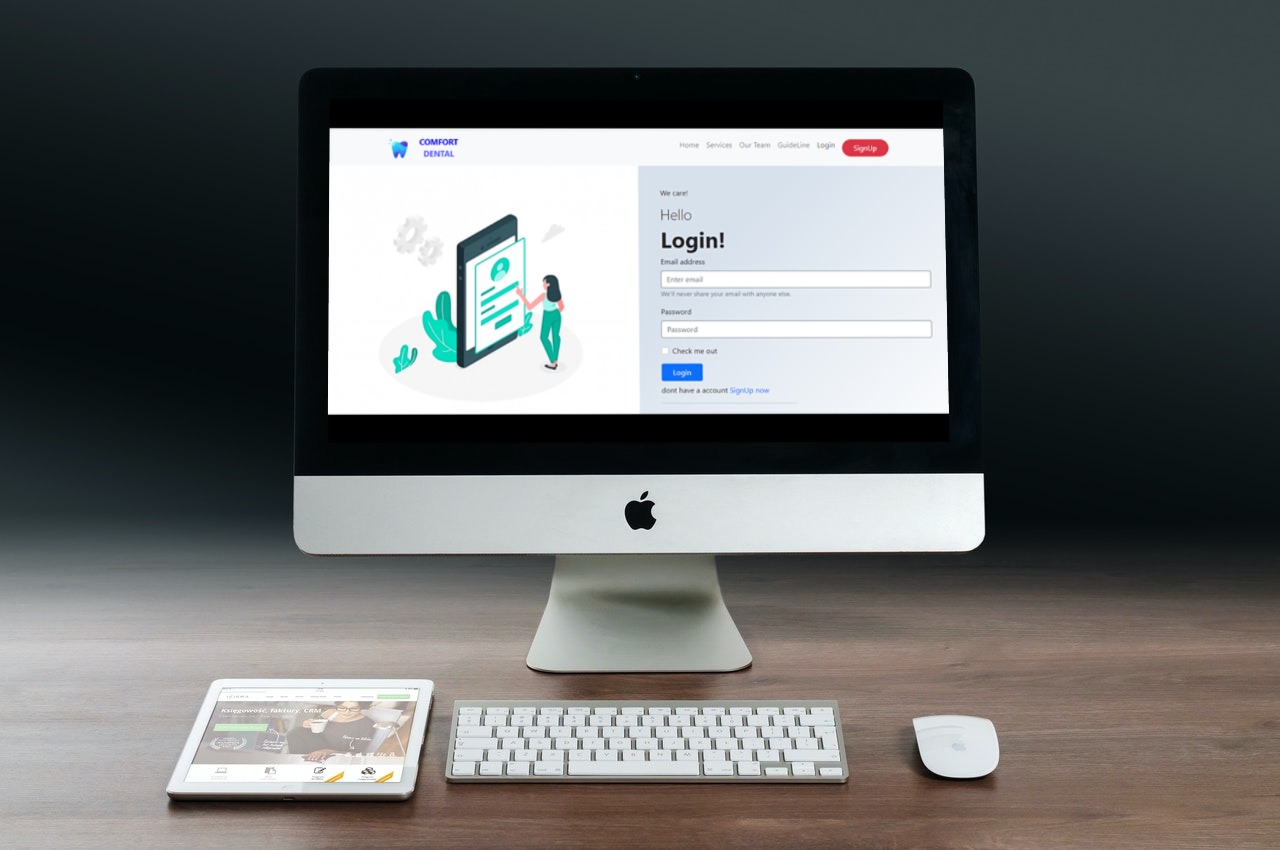 COMFORT
DENTAL
Home Services Our Team GuideLine Login SignUp
We care!
Hello
Login!
Email address
Enter email
We'll never share your email with anyone else.
Password
Password
Check me out
Login
dont have a account SignUp now
Księgowość, faktury, CRM